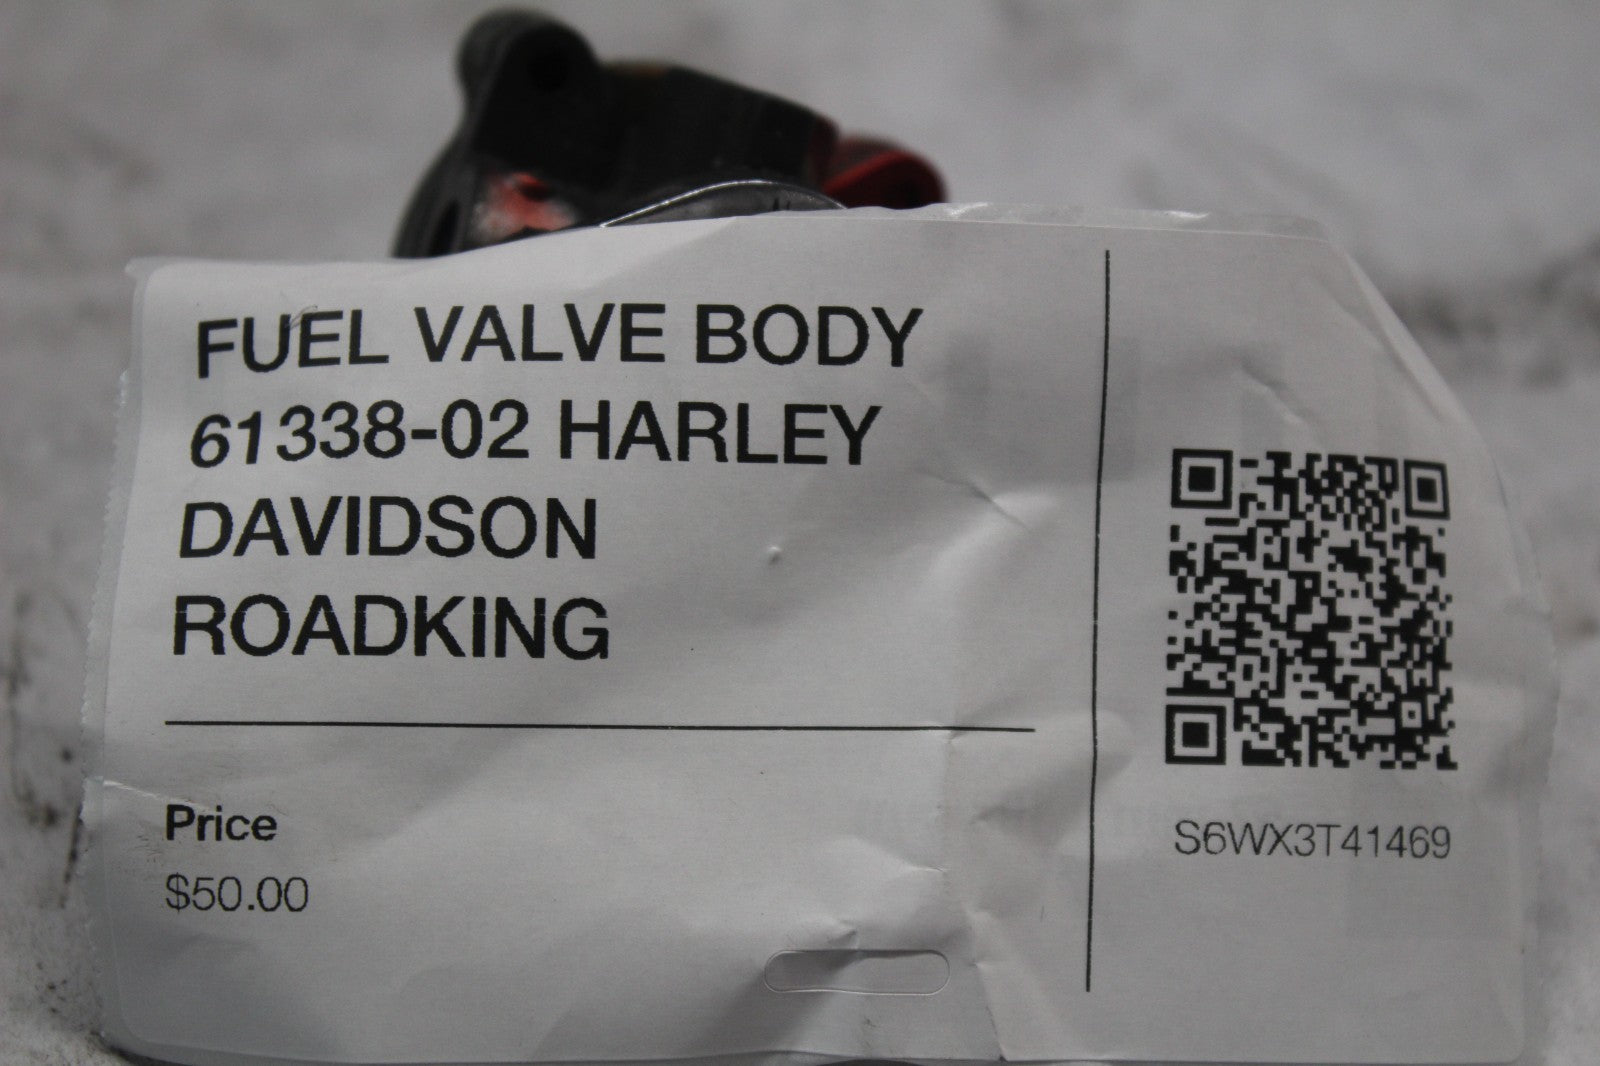 FUEL VALVE BODY
61338-02 HARLEY
DAVIDSON
ROADKING
Price
$50.00
S6WX3T41469